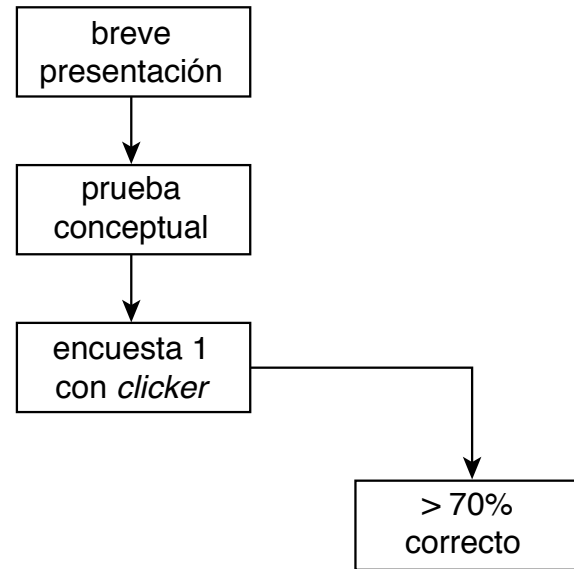 breve
presentación
prueba
conceptual
encuesta 1
con clicker
> 70%
correcto